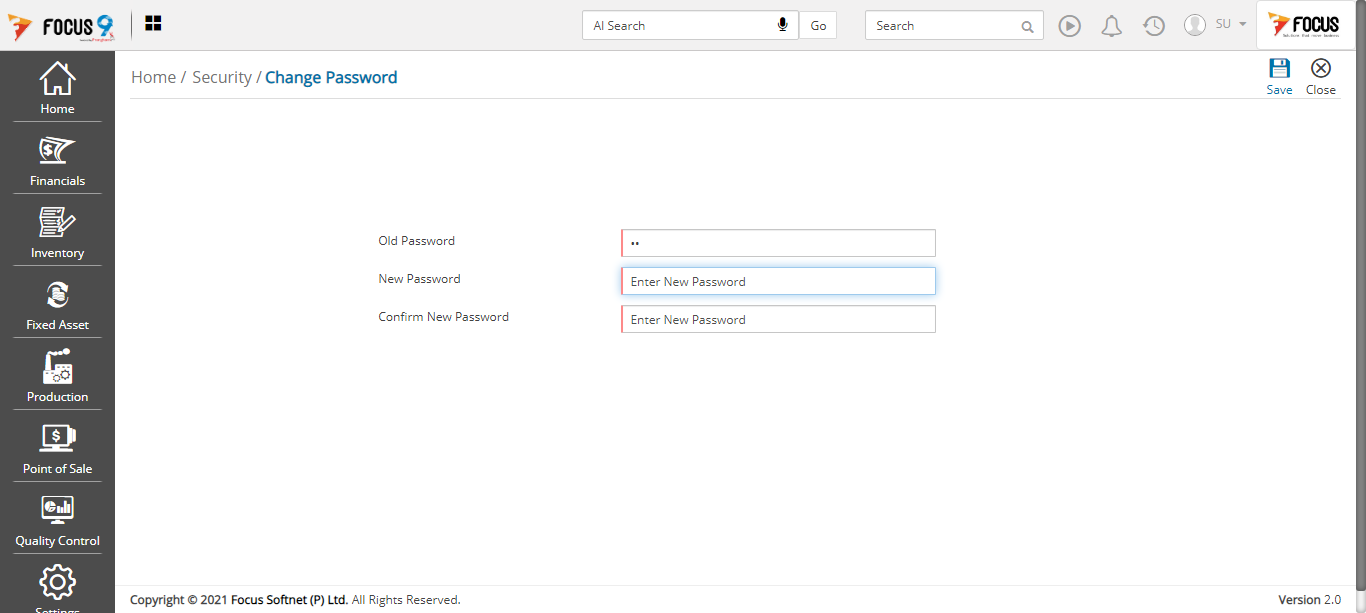 FOCUS 9
AI Search
Go
Search
SU
FOCUS
Home / Security / Change Password
Save
Close
Home
Financials
Inventory
Fixed Asset
Production
Point of Sale
Quality Control
Settings
Old Password
••
New Password
Enter New Password
Confirm New Password
Enter New Password
Copyright © 2021 Focus Softnet (P) Ltd. All Rights Reserved.
Version 2.0